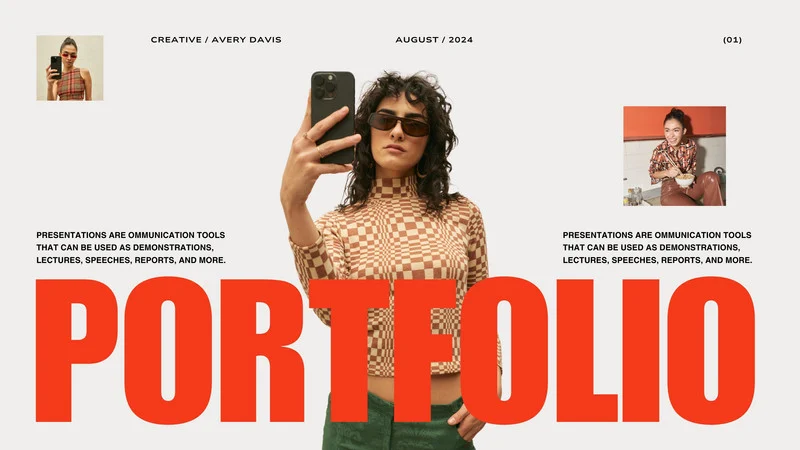 CREATIVE / AVERY DAVIS
AUGUST / 2024
(01)
PRESENTATIONS ARE OMMUNICATION TOOLS
THAT CAN BE USED AS DEMONSTRATIONS,
LECTURES, SPEECHES, REPORTS, AND MORE.
PRESENTATIONS ARE OMMUNICATION TOOLS
THAT CAN BE USED AS DEMONSTRATIONS,
LECTURES, SPEECHES, REPORTS, AND MORE.
PORTFOLIO